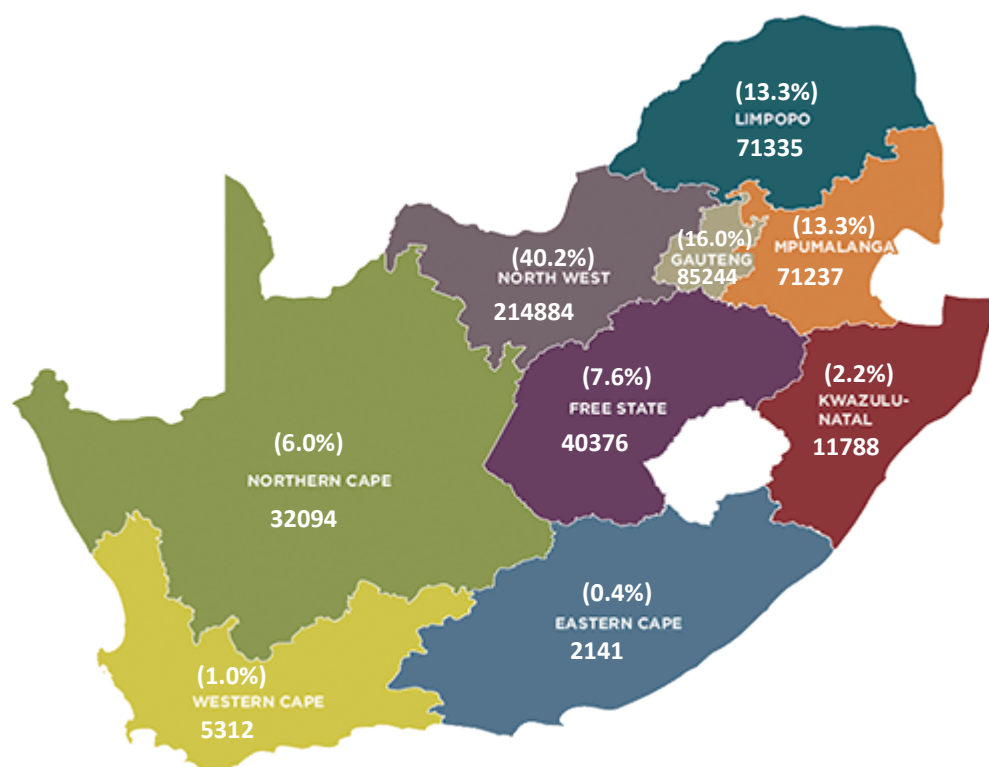 (13.3%)
LIMPOPO
71335
(13.3%)
MPUMALANGA
71237
(16.0%)
GAUTENG
85244
(40.2%)
NORTH WEST
214884
(7.6%)
FREE STATE
40376
(2.2%)
KWAZULU-
NATAL
11788
(6.0%)
NORTHERN CAPE
32094
(0.4%)
EASTERN CAPE
2141
(1.0%)
WESTERN CAPE
5312